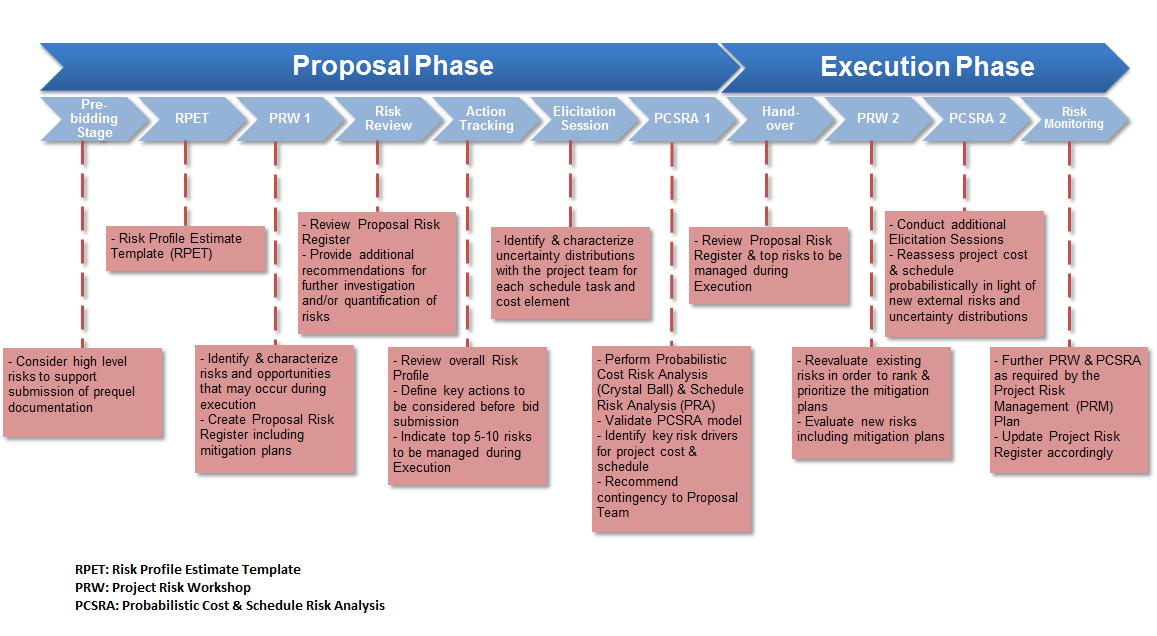 Proposal Phase
Execution Phase
Pre-
bidding
Stage
RPET
PRW 1
Risk
Review
Action
Tracking
Elicitation
Session
PCSRA 1
Hand-
over
PRW 2
PCSRA 2
Risk
Monitoring
- Consider high level
risks to support
submission of prequel
documentation
- Risk Profile Estimate
Template (RPET)
- Identify & characterize
risks and opportunities
that may occur during
execution
- Create Proposal Risk
Register including
mitigation plans
- Review Proposal Risk
Register
- Provide additional
recommendations for
further investigation
and/or quantification of
risks
- Review overall Risk
Profile
- Define key actions to
be considered before bid
submission
- Indicate top 5-10 risks
to be managed during
Execution
- Identify & characterize
uncertainty distributions
with the project team for
each schedule task and
cost element
- Perform Probabilistic
Cost Risk Analysis
(Crystal Ball) & Schedule
Risk Analysis (PRA)
- Validate PCSRA model
- Identify key risk drivers
for project cost &
schedule
- Recommend
contingency to Proposal
Team
- Review Proposal Risk
Register & top risks to be
managed during
Execution
- Reevaluate existing
risks in order to rank &
prioritize the mitigation
plans
- Evaluate new risks
including mitigation plans
- Conduct additional
Elicitation Sessions
- Reassess project cost
& schedule
probabilistically in light of
new external risks and
uncertainty distributions
- Further PRW & PCSRA
as required by the
Project Risk
Management (PRM)
Plan
- Update Project Risk
Register accordingly
RPET: Risk Profile Estimate Template
PRW: Project Risk Workshop
PCSRA: Probabilistic Cost & Schedule Risk Analysis